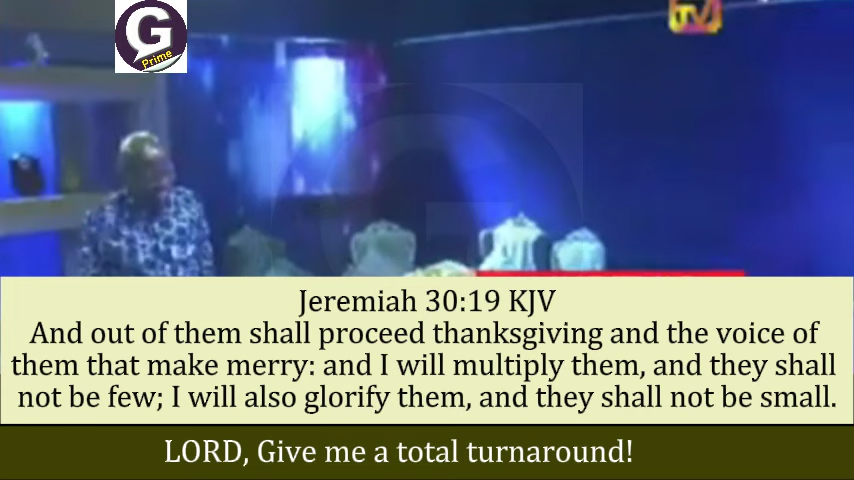 G
Prime
TV
Jeremiah 30:19 KJV
And out of them shall proceed thanksgiving and the voice of
them that make merry: and I will multiply them, and they shall
not be few; I will also glorify them, and they shall not be small.
LORD, Give me a total turnaround!